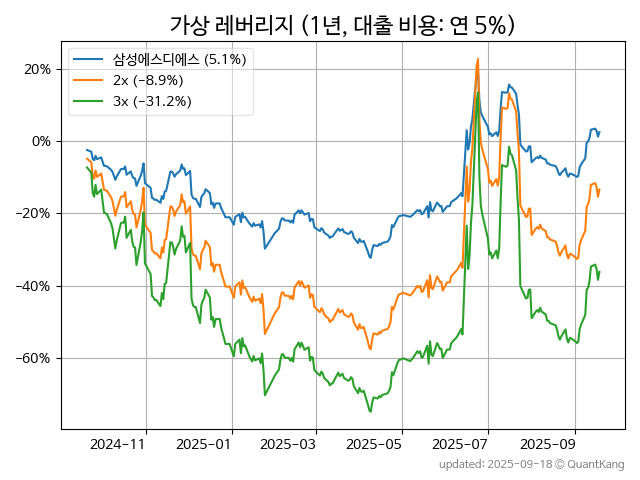 가상 레버리지 (1년, 대출 비용: 연 5%)
삼성에스디에스 (5.1%)
2x (−8.9%)
3x (−31.2%)
20%
0%
−20%
−40%
−60%
2024-11
2025-01
2025-03
2025-05
2025-07
2025-09
updated: 2025-09-18 © QuantKang